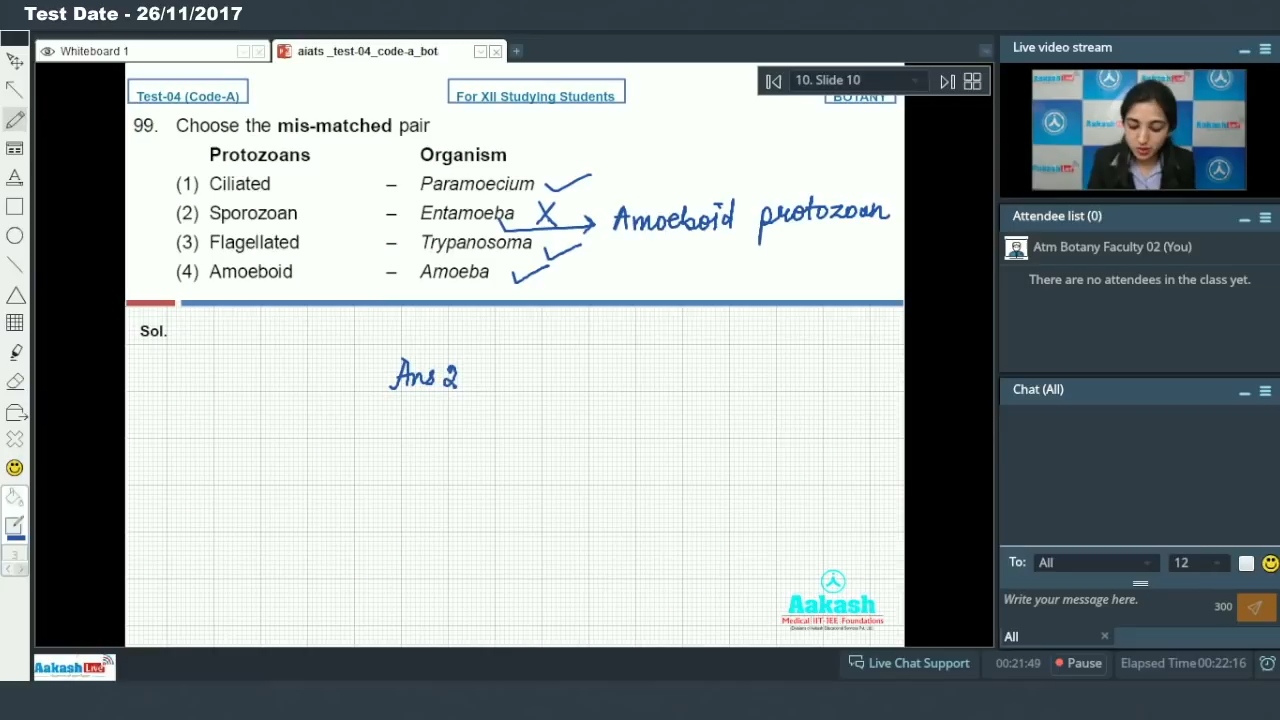 Test Date - 26/11/2017
Whiteboard 1
aiats _test-04_code-a_bot
Live video stream
10. Slide 10
Test-04 (Code-A)
For XII Studying Students
BOTANY
99. Choose the mis-matched pair
Protozoans Organism
(1) Ciliated – Paramoecium
(2) Sporozoan – Entamoeba X Amoeboid protozoan
(3) Flagellated – Trypanosoma
(4) Amoeboid – Amoeba
Sol.
Ans 2
Aakash
Medical|IIT-JEE|Foundations
Attendee list (0)
Atm Botany Faculty 02 (You)
There are no attendees in the class yet.
Chat (All)
To: All 12
Write your message here. 300
All
3
Aakash Live
Live Chat Support
00:21:49
Pause
Elapsed Time 00:22:16